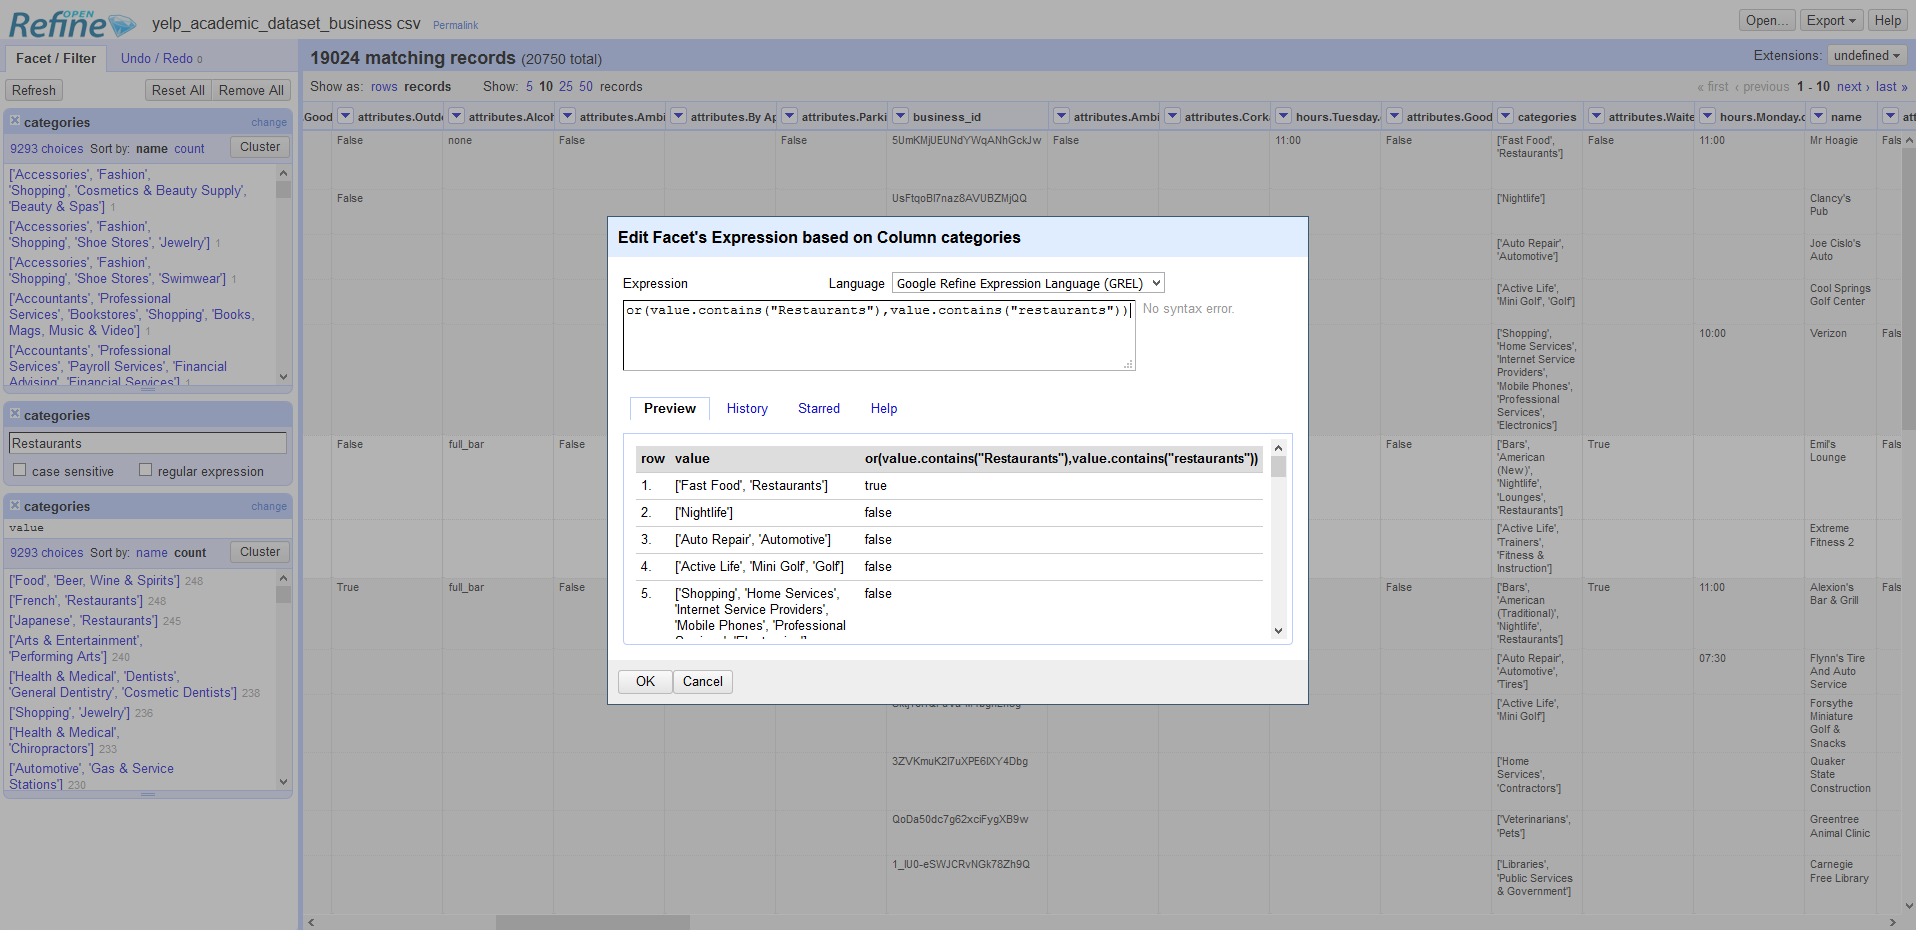 OPEN
Refine
yelp_academic_dataset_business csv Permalink
Open... Export Help
Facet / Filter Undo / Redo 0
19024 matching records (20750 total)
Extensions: undefined
Refresh Reset All Remove All
Show as: rows records Show: 5 10 25 50 records
« first ‹ previous 1 - 10 next › last »
categories change
9293 choices Sort by: name count Cluster
['Accessories', 'Fashion',
'Shopping', 'Cosmetics & Beauty Supply',
'Beauty & Spas'] 1
['Accessories', 'Fashion',
'Shopping', 'Shoe Stores', 'Jewelry'] 1
['Accessories', 'Fashion',
'Shopping', 'Shoe Stores', 'Swimwear'] 1
['Accountants', 'Professional
Services', 'Bookstores', 'Shopping', 'Books,
Mags, Music & Video'] 1
['Accountants', 'Professional
Services', 'Payroll Services', 'Financial
Advising', 'Financial Services'] 1
categories
Restaurants
case sensitive regular expression
categories change
value
9293 choices Sort by: name count Cluster
['Food', 'Beer, Wine & Spirits'] 248
['French', 'Restaurants'] 248
['Japanese', 'Restaurants'] 245
['Arts & Entertainment',
'Performing Arts'] 240
['Health & Medical', 'Dentists',
'General Dentistry', 'Cosmetic Dentists'] 238
['Shopping', 'Jewelry'] 236
['Health & Medical',
'Chiropractors'] 233
['Automotive', 'Gas & Service
Stations'] 230
.Good attributes.Outd attributes.Alcoh attributes.Ambi attributes.By Ap attributes.Parki business_id attributes.Ambi attributes.Corka hours.Tuesday. attributes.Good categories attributes.Waite hours.Monday.c name att
False none False False 5UmKMjUEUNdYWqANhGckJw False 11:00 False ['Fast Food', False 11:00 Mr Hoagie Fals
'Restaurants']
False UsFtqoBl7naz8AVUBZMjQQ ['Nightlife'] Clancy's
Pub
['Auto Repair', Joe Cislo's
'Automotive'] Auto
['Active Life', Cool Springs
'Mini Golf', 'Golf'] Golf Center
['Shopping', 10:00 Verizon Fals
'Home Services',
'Internet Service
Providers',
'Mobile Phones',
'Professional
Services',
'Electronics']
False full_bar False False ['Bars', True Emil's Fals
'American Lounge
(New)',
'Nightlife',
'Lounges',
'Restaurants']
['Active Life', Extreme
'Trainers', Fitness 2
'Fitness &
Instruction']
True full_bar False False ['Bars', True 11:00 Alexion's Fals
'American Bar & Grill
(Traditional)',
'Nightlife',
'Restaurants']
['Auto Repair', 07:30 Flynn's Tire
'Automotive', And Auto
'Tires'] Service
['Active Life', Forsythe
'Mini Golf'] Miniature
Golf &
Snacks
3ZVKmuK2l7uXPE6lXY4Dbg ['Home Quaker
Services', State
'Contractors'] Construction
QoDa50dc7g62xciFygXB9w ['Veterinarians', Greentree
'Pets'] Animal Clinic
1_lU0-eSWJCRvNGk78Zh9Q ['Libraries', Carnegie
'Public Services Free Library
& Government']
Edit Facet's Expression based on Column categories
Expression Language Google Refine Expression Language (GREL)
or(value.contains("Restaurants"),value.contains("restaurants")) No syntax error.
Preview History Starred Help
row value or(value.contains("Restaurants"),value.contains("restaurants"))
1. ['Fast Food', 'Restaurants'] true
2. ['Nightlife'] false
3. ['Auto Repair', 'Automotive'] false
4. ['Active Life', 'Mini Golf', 'Golf'] false
5. ['Shopping', 'Home Services', false
'Internet Service Providers',
'Mobile Phones', 'Professional
OK Cancel